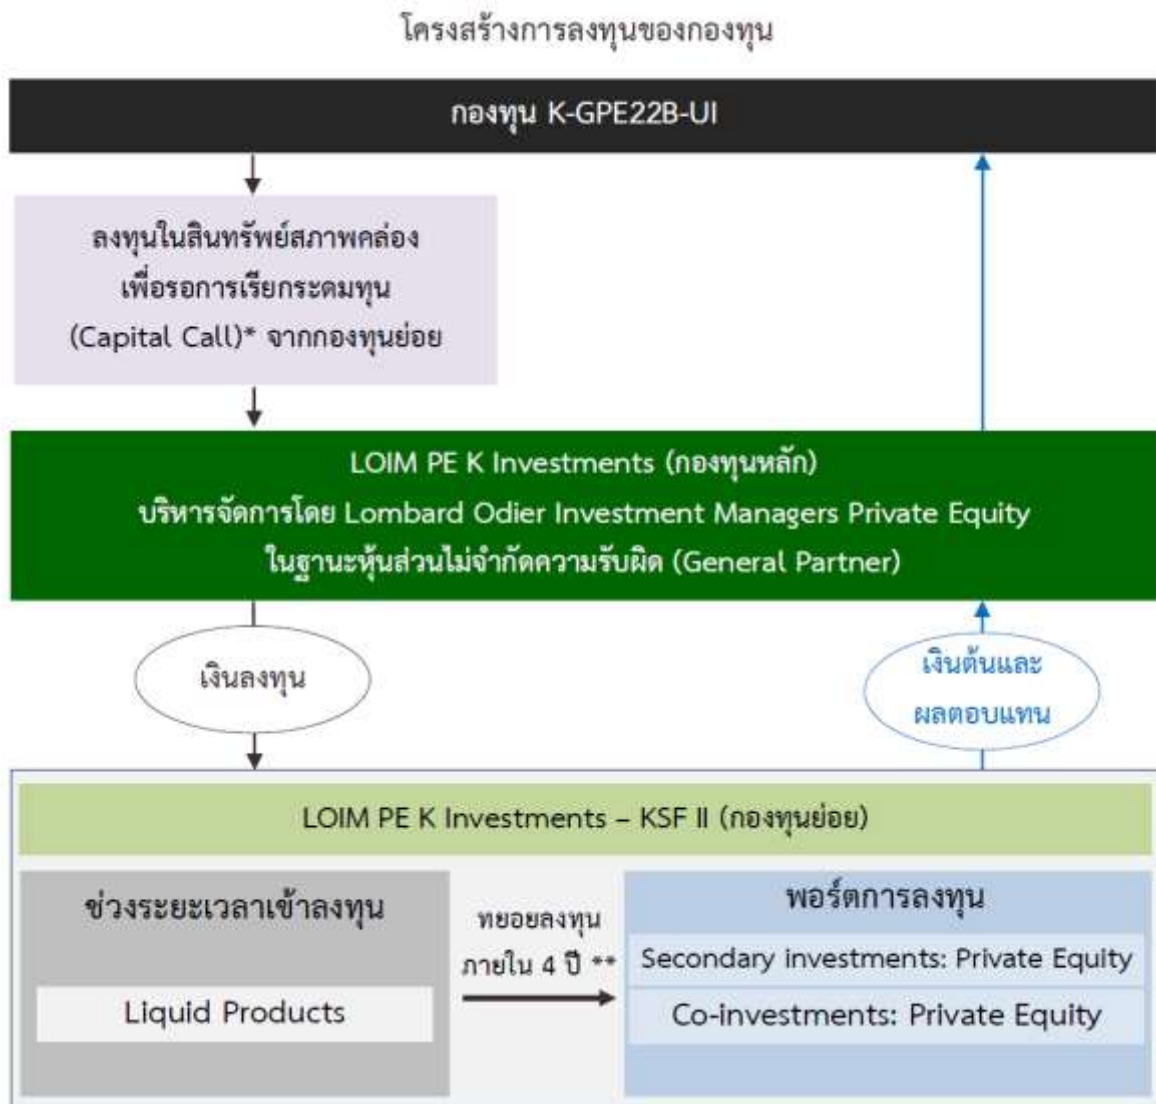 โครงสร้างการลงทุนของกองทุน
กองทุน K-GPE22B-UI
ลงทุนในสินทรัพย์สภาพคล่อง
เพื่อรอการเรียกระดมทุน
(Capital Call)* จากกองทุนย่อย
LOIM PE K Investments (กองทุนหลัก)
บริหารจัดการโดย Lombard Odier Investment Managers Private Equity
ในฐานะหุ้นส่วนไม่จำกัดความรับผิด (General Partner)
เงินลงทุน
เงินต้นและ
ผลตอบแทน
LOIM PE K Investments – KSF II (กองทุนย่อย)
ช่วงระยะเวลาเข้าลงทุน
Liquid Products
ทยอยลงทุน
ภายใน 4 ปี **
พอร์ตการลงทุน
Secondary investments: Private Equity
Co-investments: Private Equity